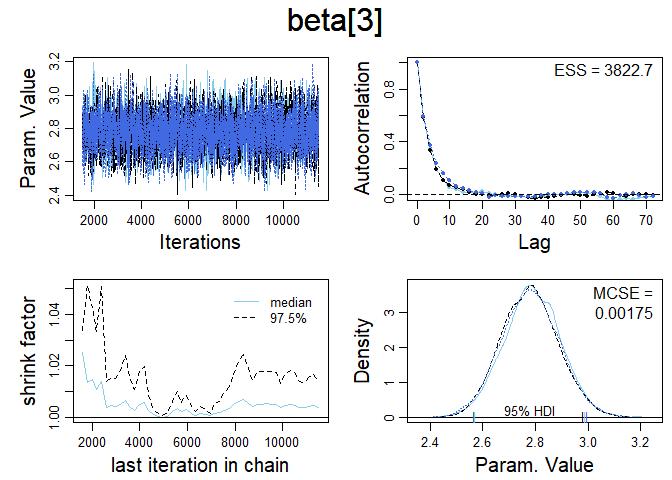 beta[3]
Param. Value
2.4 2.6 2.8 3.0 3.2
2000 4000 6000 8000 10000
Iterations
Autocorrelation
0.0 0.4 0.8
ESS = 3822.7
0 10 20 30 40 50 60 70
Lag
shrink factor
1.00 1.02 1.04
median
97.5%
2000 4000 6000 8000 10000
last iteration in chain
Density
0 1 2 3
MCSE =
0.00175
95% HDI
2.4 2.6 2.8 3.0 3.2
Param. Value